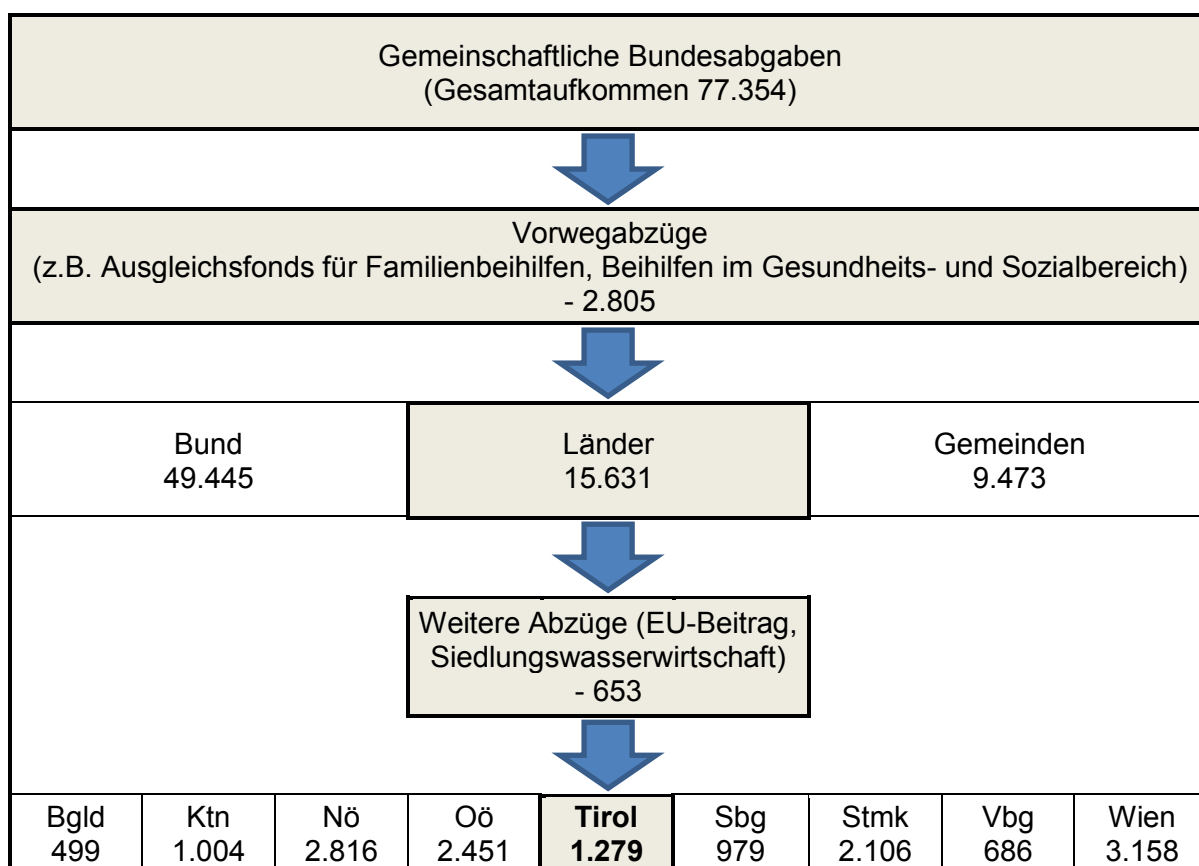 Gemeinschaftliche Bundesabgaben
(Gesamtaufkommen 77.354)
Vorwegabzüge
(z.B. Ausgleichsfonds für Familienbeihilfen, Beihilfen im Gesundheits- und Sozialbereich)
- 2.805
Bund
49.445
Länder
15.631
Gemeinden
9.473
Weitere Abzüge (EU-Beitrag,
Siedlungswasserwirtschaft)
- 653
Bgld
499
Ktn
1.004
Nö
2.816
Oö
2.451
Tirol
1.279
Sbg
979
Stmk
2.106
Vbg
686
Wien
3.158